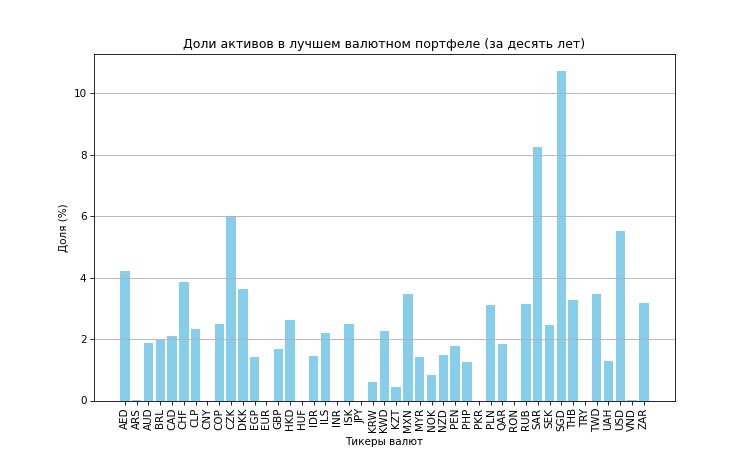 Доли активов в лучшем валютном портфеле (за десять лет)
Доля (%)
10
8
6
4
2
0
AED ARS AUD BRL CAD CHF CLP CNY COP CZK DKK EGP EUR GBP HKD HUF IDR ILS INR ISK JPY KRW KWD KZT MXN MYR NOK NZD PEN PHP PKR PLN QAR RON RUB SAR SEK SGD THB TRY TWD UAH USD VND ZAR
Тикеры валют